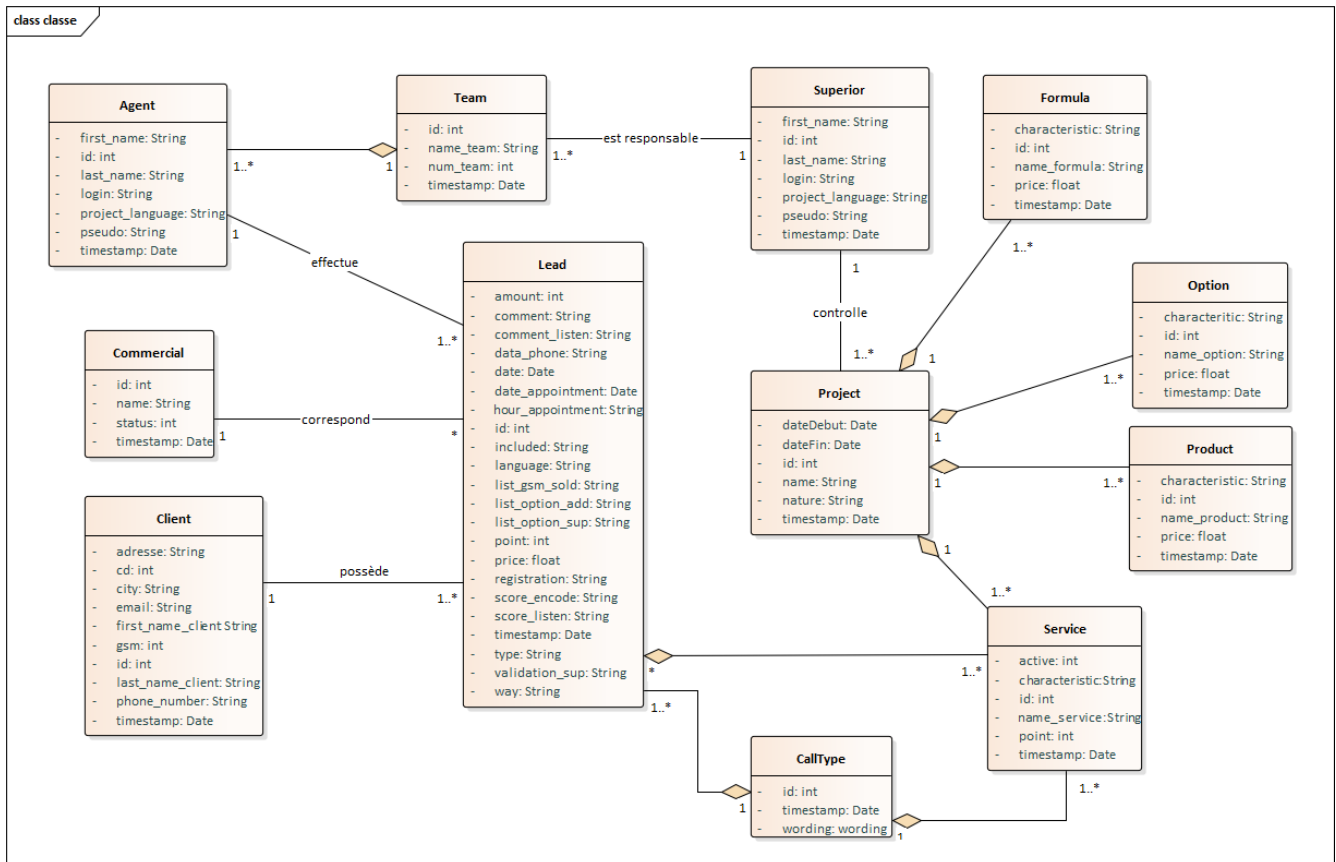 class classe
Agent
- first_name: String
- id: int
- last_name: String
- login: String
- project_language: String
- pseudo: String
- timestamp: Date
1..*
1
Team
- id: int
- name_team: String
- num_team: int
- timestamp: Date
1
1..*
est responsable
1
Superior
- first_name: String
- id: int
- last_name: String
- login: String
- project_language: String
- pseudo: String
- timestamp: Date
1
controlle
1..*
Formula
- characteristic: String
- id: int
- name_formula: String
- price: float
- timestamp: Date
1..*
1
effectue
1..*
Lead
- amount: int
- comment: String
- comment_listen: String
- data_phone: String
- date: Date
- date_appointment: Date
- hour_appointment: String
- id: int
- included: String
- language: String
- list_gsm_sold: String
- list_option_add: String
- list_option_sup: String
- point: int
- price: float
- registration: String
- score_encode: String
- score_listen: String
- timestamp: Date
- type: String
- validation_sup: String
- way: String
Option
- characteritic: String
- id: int
- name_option: String
- price: float
- timestamp: Date
1..*
1
Commercial
- id: int
- name: String
- status: int
- timestamp: Date
1
correspond
*
Project
- dateDebut: Date
- dateFin: Date
- id: int
- name: String
- nature: String
- timestamp: Date
1
1..*
Product
- characteristic: String
- id: int
- name_product: String
- price: float
- timestamp: Date
Client
- adresse: String
- cd: int
- city: String
- email: String
- first_name_client String
- gsm: int
- id: int
- last_name_client: String
- phone_number: String
- timestamp: Date
1
possède
1..*
1
1..*
Service
- active: int
- characteristic:String
- id: int
- name_service:String
- point: int
- timestamp: Date
*
1..*
1..*
1
CallType
- id: int
- timestamp: Date
- wording: wording
1
1..*